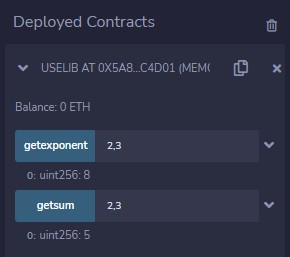 Deployed Contracts
USELIB AT 0X5A8...C4D01 (MEM
Balance: 0 ETH
getexponent 2,3
0: uint256: 8
getsum 2,3
0: uint256: 5